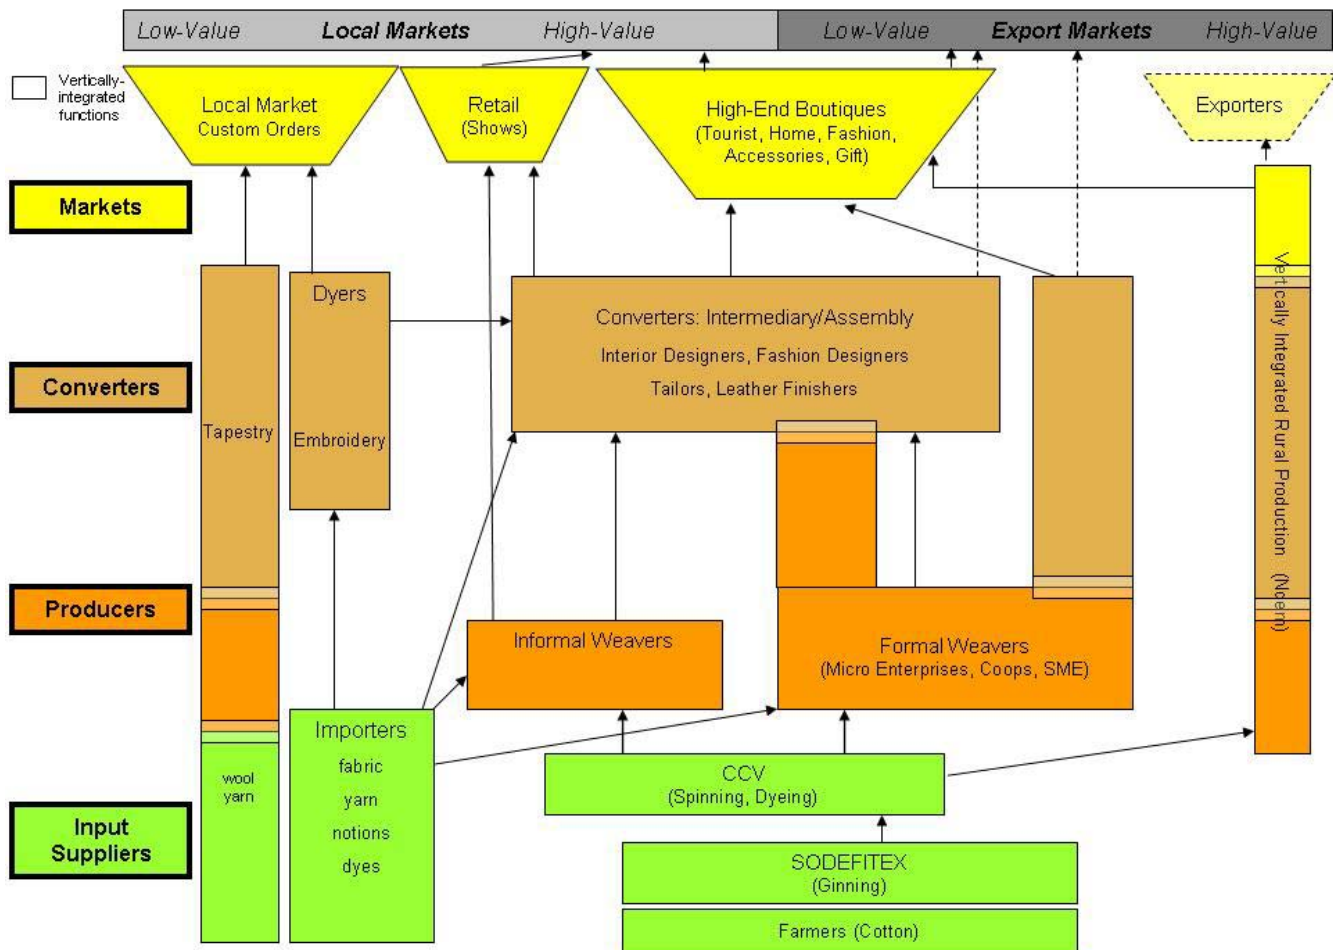 Low-Value Local Markets High-Value Low-Value Export Markets High-Value
Vertically-
integrated
functions
Local Market
Custom Orders
Retail
(Shows)
High-End Boutiques
(Tourist, Home, Fashion,
Accessories, Gift)
Exporters
Markets
Dyers
Converters: Intermediary/Assembly
Interior Designers, Fashion Designers
Tailors, Leather Finishers
Converters
Tapestry
Embroidery
Vertically Integrated Rural Production (Ndem)
Producers
Informal Weavers
Formal Weavers
(Micro Enterprises, Coops, SME)
Importers
fabric
yarn
notions
dyes
wool
yarn
CCV
(Spinning, Dyeing)
Input
Suppliers
SODEFITEX
(Ginning)
Farmers (Cotton)